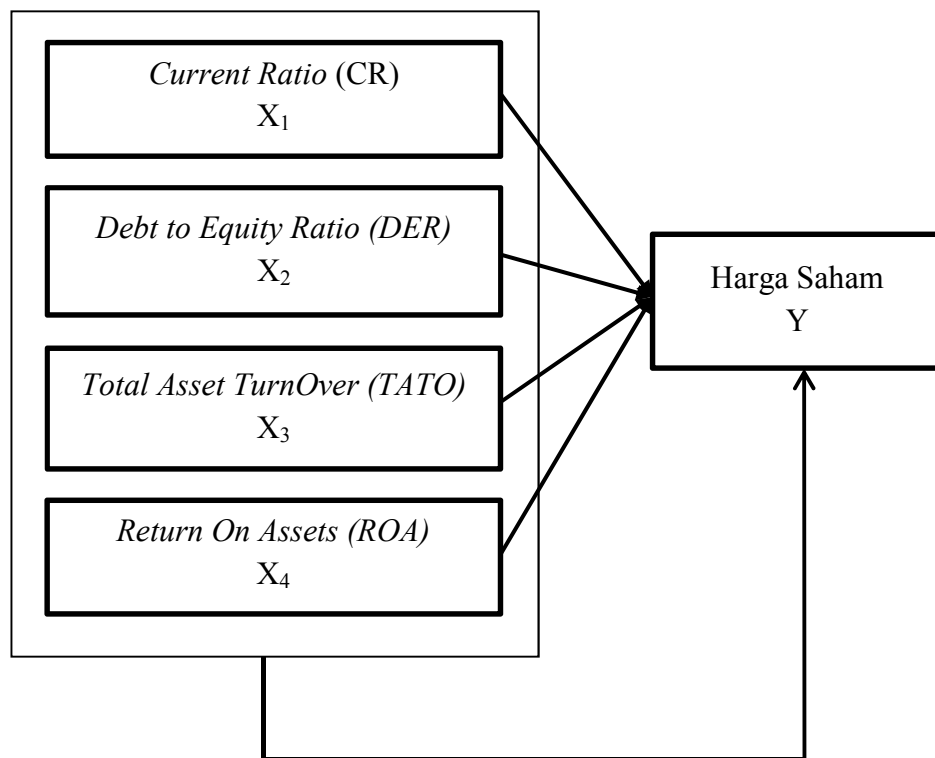 Current Ratio (CR)
X₁
Debt to Equity Ratio (DER)
X₂
Total Asset TurnOver (TATO)
X₃
Return On Assets (ROA)
X₄
Harga Saham
Y